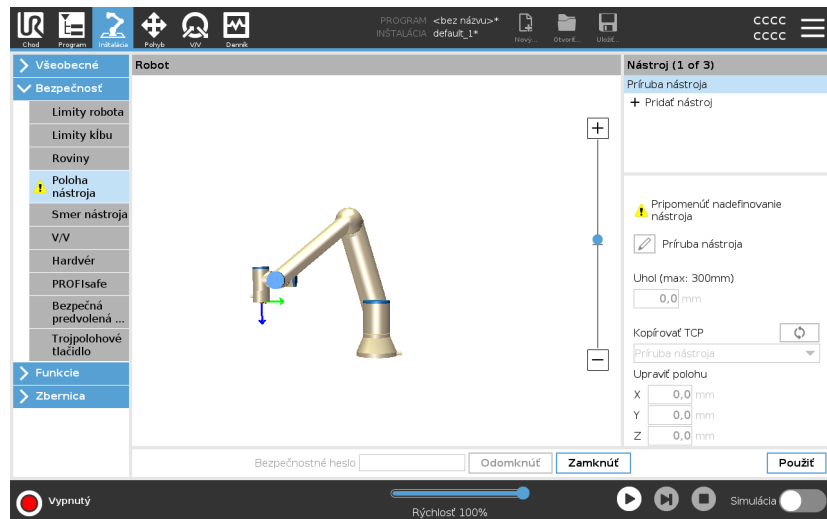 UR
PROGRAM <bez názvu>*
INŠTALÁCIA default_1*
cccc
cccc
Chod Program Inštalácia Pohyb V/V Denník Nový... Otvoriť... Uložiť...
Všeobecné
Bezpečnosť
Limity robota
Limity kĺbu
Roviny
Poloha
nástroja
Smer nástroja
V/V
Hardvér
PROFIsafe
Bezpečná
predvolená ...
Trojpolohové
tlačidlo
Funkcie
Zbernica
Robot
Nástroj (1 of 3)
Príruba nástroja
+ Pridať nástroj
Pripomenúť nadefinovanie
nástroja
Príruba nástroja
Uhol (max: 300mm)
0,0 mm
Kopírovať TCP
Príruba nástroja
Upraviť polohu
X 0,0 mm
Y 0,0 mm
Z 0,0 mm
Bezpečnostné heslo Odomknúť Zamknúť Použiť
Vypnutý
Rýchlosť 100%
Simulácia